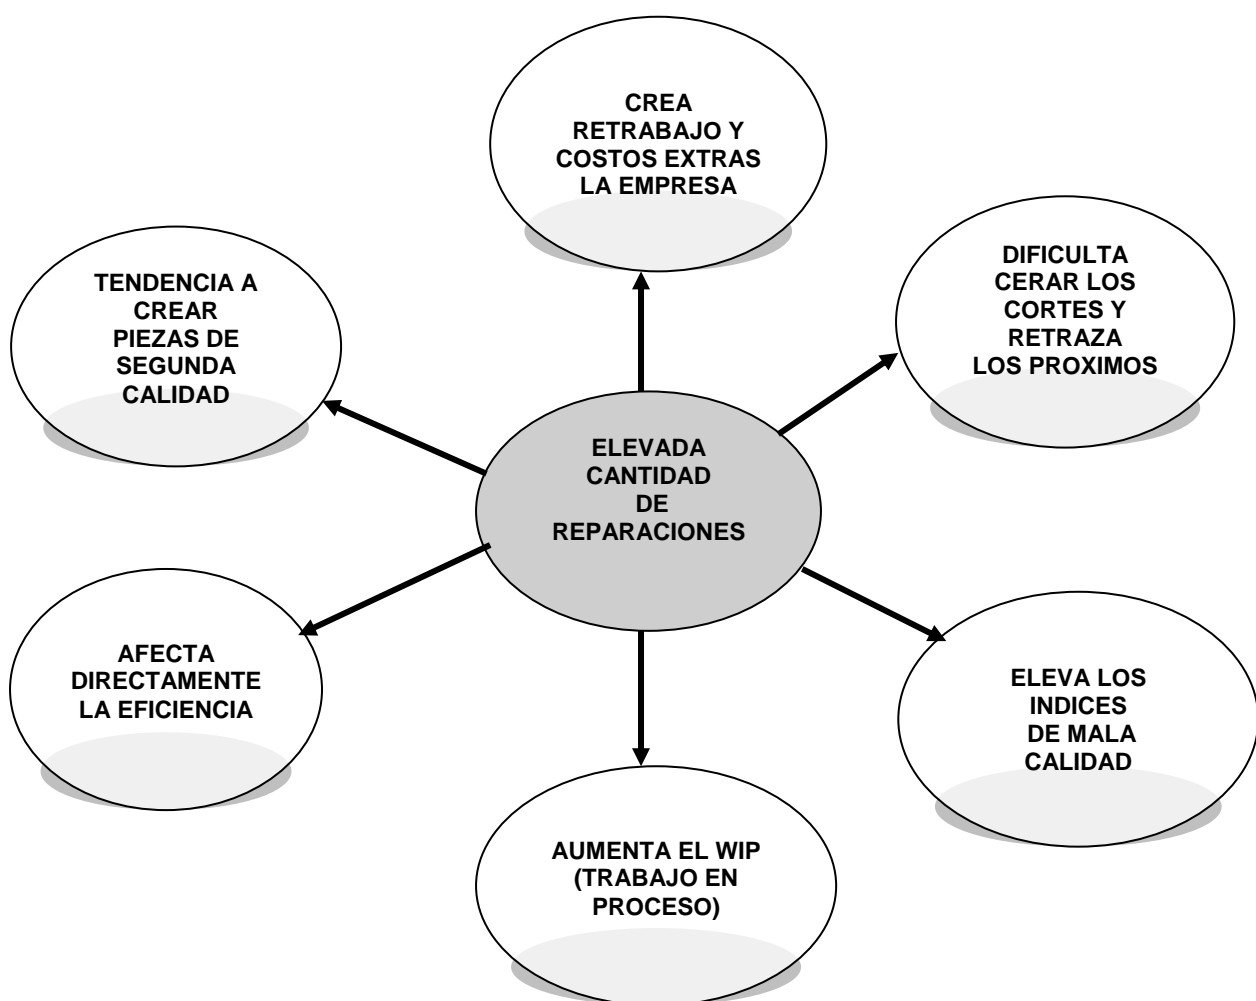 CREA
RETRABAJO Y
COSTOS EXTRAS
LA EMPRESA
DIFICULTA
CERAR LOS
CORTES Y
RETRAZA
LOS PROXIMOS
TENDENCIA A
CREAR
PIEZAS DE
SEGUNDA
CALIDAD
ELEVADA
CANTIDAD
DE
REPARACIONES
AFECTA
DIRECTAMENTE
LA EFICIENCIA
ELEVA LOS
INDICES
DE MALA
CALIDAD
AUMENTA EL WIP
(TRABAJO EN
PROCESO)